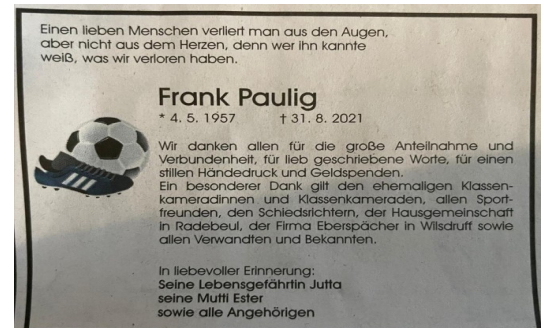 Einen lieben Menschen verliert man aus den Augen,
aber nicht aus dem Herzen, denn wer ihn kannte
weiß, was wir verloren haben.
Frank Paulig
* 4. 5. 1957 † 31. 8. 2021
Wir danken allen für die große Anteilnahme und
Verbundenheit, für lieb geschriebene Worte, für einen
stillen Händedruck und Geldspenden.
Ein besonderer Dank gilt den ehemaligen Klassen-
kameradinnen und Klassenkameraden, allen Sport-
freunden, den Schiedsrichtern, der Hausgemeinschaft
in Radebeul, der Firma Eberspächer in Wilsdruff sowie
allen Verwandten und Bekannten.
In liebevoller Erinnerung:
Seine Lebensgefährtin Jutta
seine Mutti Ester
sowie alle Angehörigen